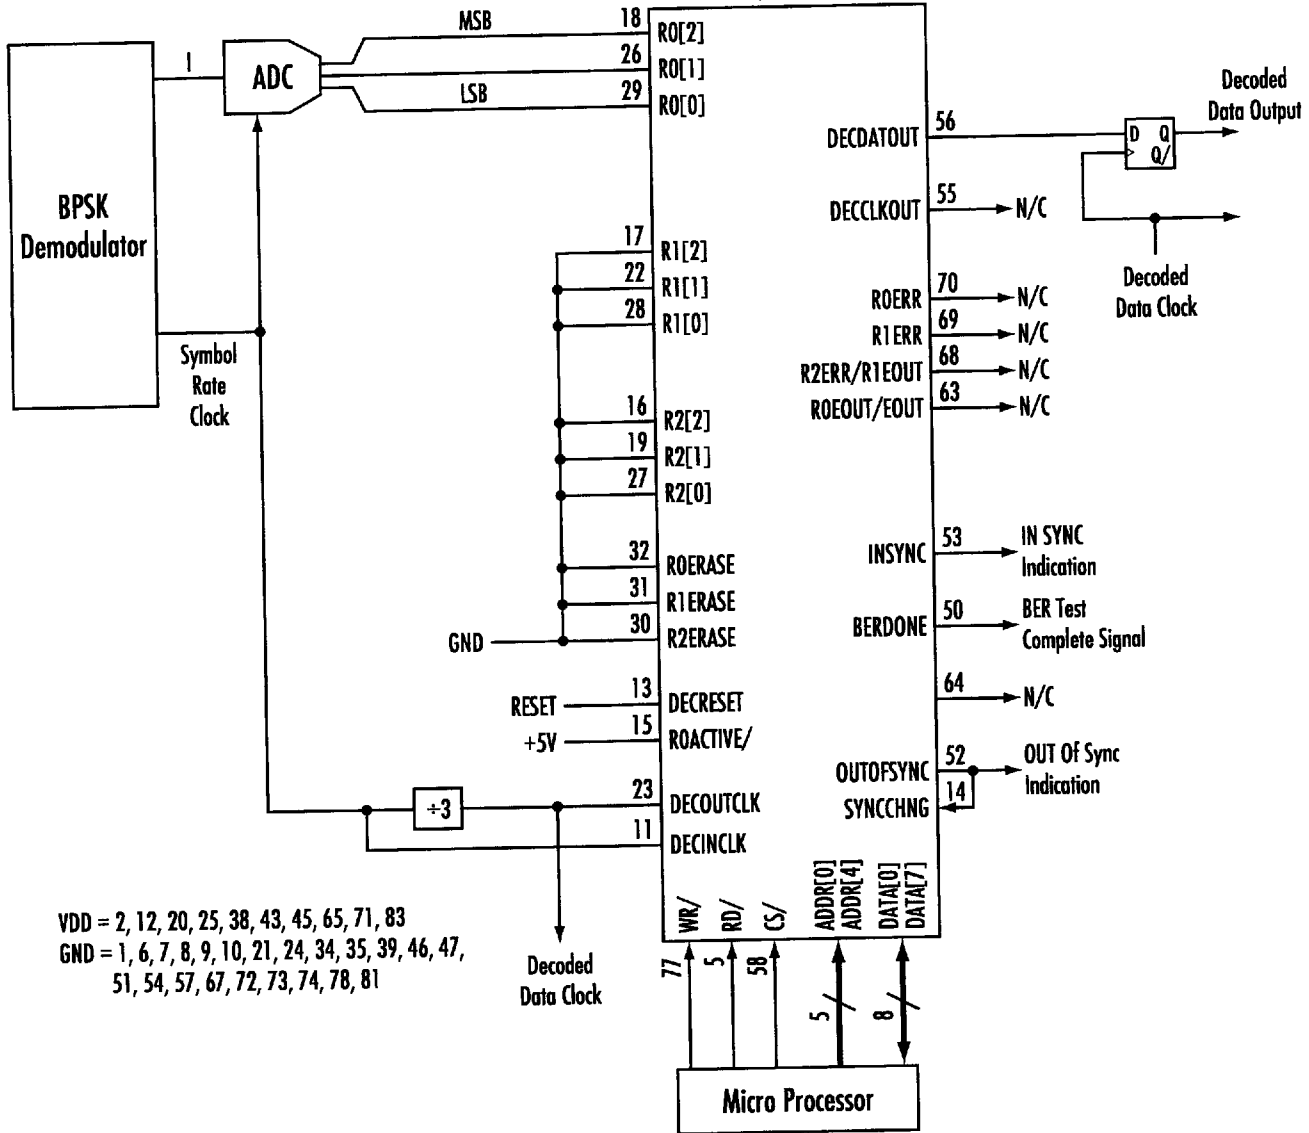 BPSK
Demodulator
I
ADC
MSB
LSB
Symbol
Rate
Clock
18
R0[2]
26
R0[1]
29
R0[0]
17
R1[2]
22
R1[1]
28
R1[0]
16
R2[2]
19
R2[1]
27
R2[0]
32
R0ERASE
31
R1ERASE
30
R2ERASE
GND
RESET
13
DECRESET
+5V
15
ROACTIVE/
÷3
23
DECOUTCLK
11
DECINCLK
Decoded
Data Clock
DECDATOUT
56
D Q
Q/
Decoded
Data Output
DECCLKOUT
55
N/C
Decoded
Data Clock
R0ERR
70
N/C
R1ERR
69
N/C
R2ERR/R1EOUT
68
N/C
R0EOUT/EOUT
63
N/C
INSYNC
53
IN SYNC
Indication
BERDONE
50
BER Test
Complete Signal
64
N/C
OUTOFSYNC
52
OUT Of Sync
Indication
SYNCCHNG
14
WR/
RD/
CS/
ADDR[0]
ADDR[4]
DATA[0]
DATA[7]
77
5
58
5
8
Micro Processor
VDD = 2, 12, 20, 25, 38, 43, 45, 65, 71, 83
GND = 1, 6, 7, 8, 9, 10, 21, 24, 34, 35, 39, 46, 47,
51, 54, 57, 67, 72, 73, 74, 78, 81